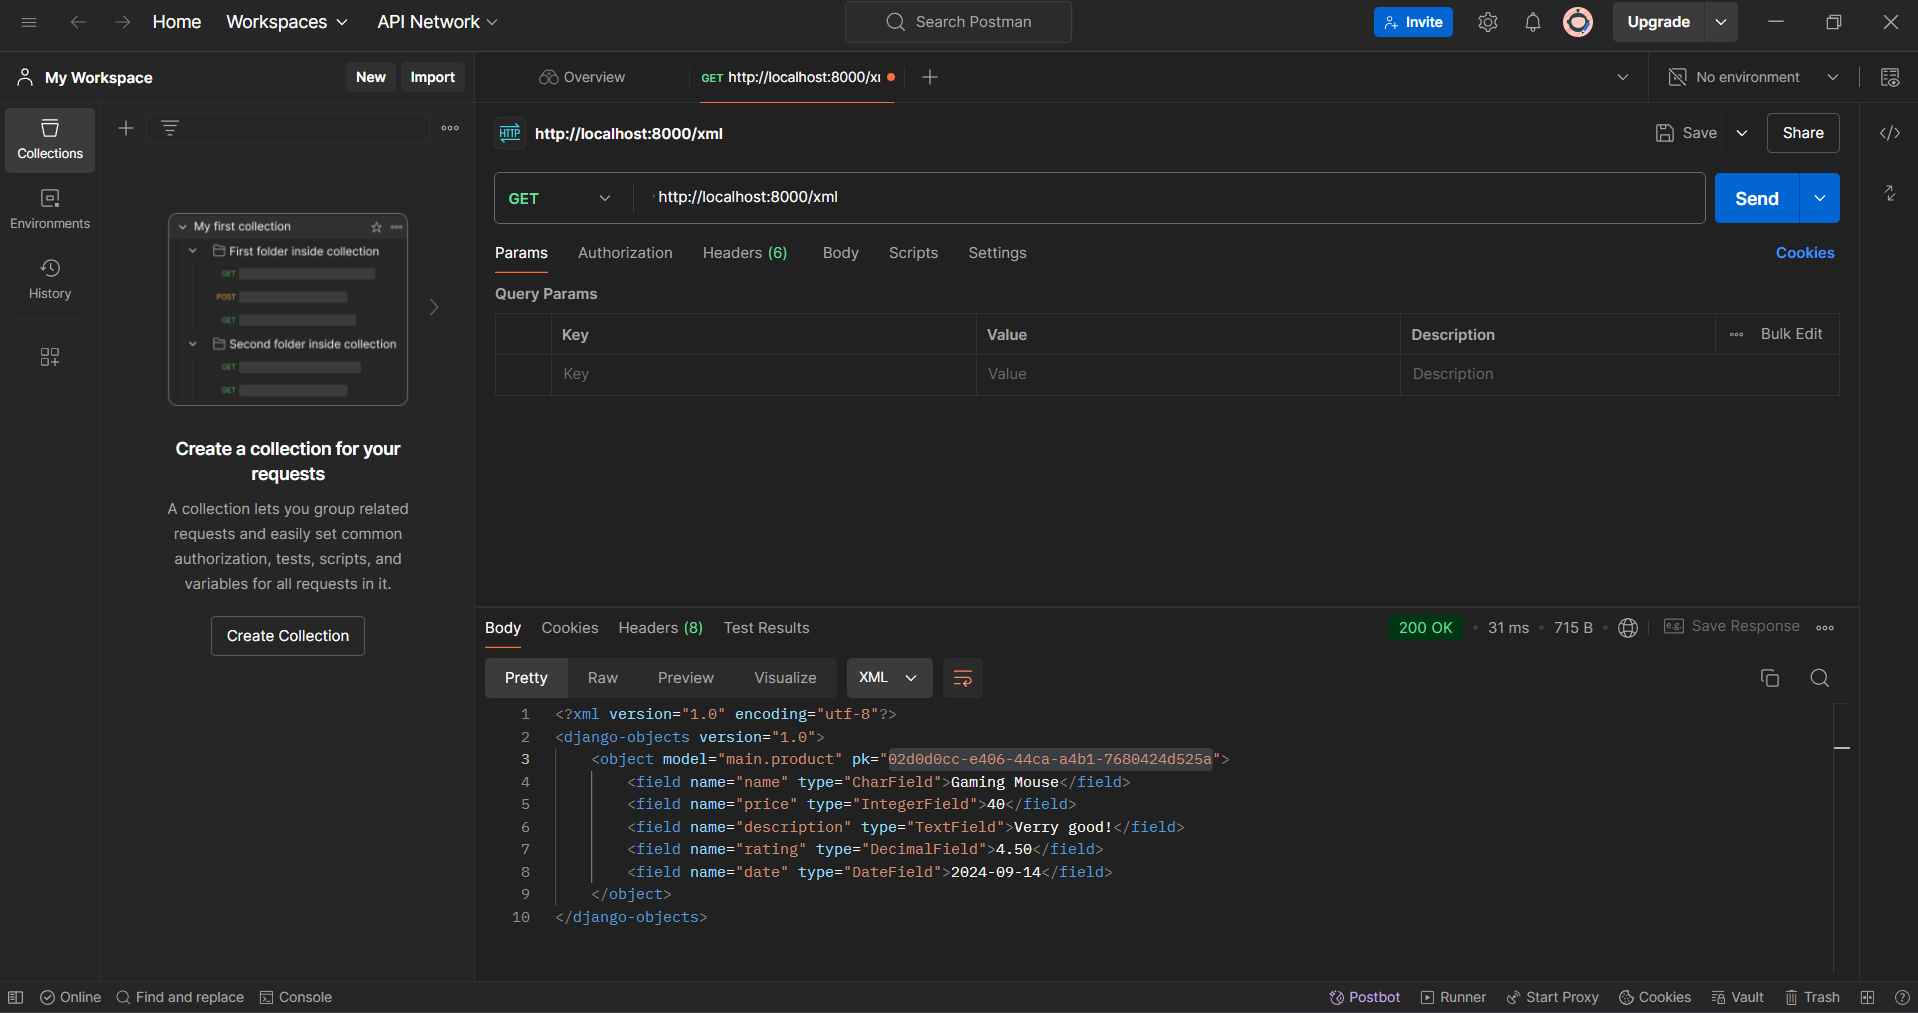 Home Workspaces API Network Search Postman Invite Upgrade
My Workspace New Import Overview GET http://localhost:8000/x No environment
Collections
Environments
History
My first collection
First folder inside collection
GET
POST
GET
Second folder inside collection
GET
GET
Create a collection for your
requests
A collection lets you group related
requests and easily set common
authorization, tests, scripts, and
variables for all requests in it.
Create Collection
HTTP http://localhost:8000/xml Save Share
GET http://localhost:8000/xml Send
Params Authorization Headers (6) Body Scripts Settings Cookies
Query Params
Key Value Description Bulk Edit
Key Value Description
Body Cookies Headers (8) Test Results 200 OK 31 ms 715 B e.g. Save Response
Pretty Raw Preview Visualize XML
1 <?xml version="1.0" encoding="utf-8"?>
2 <django-objects version="1.0">
3 <object model="main.product" pk="02d0d0cc-e406-44ca-a4b1-7680424d525a">
4 <field name="name" type="CharField">Gaming Mouse</field>
5 <field name="price" type="IntegerField">40</field>
6 <field name="description" type="TextField">Verry good!</field>
7 <field name="rating" type="DecimalField">4.50</field>
8 <field name="date" type="DateField">2024-09-14</field>
9 </object>
10 </django-objects>
Online Find and replace Console Postbot Runner Start Proxy Cookies Vault Trash